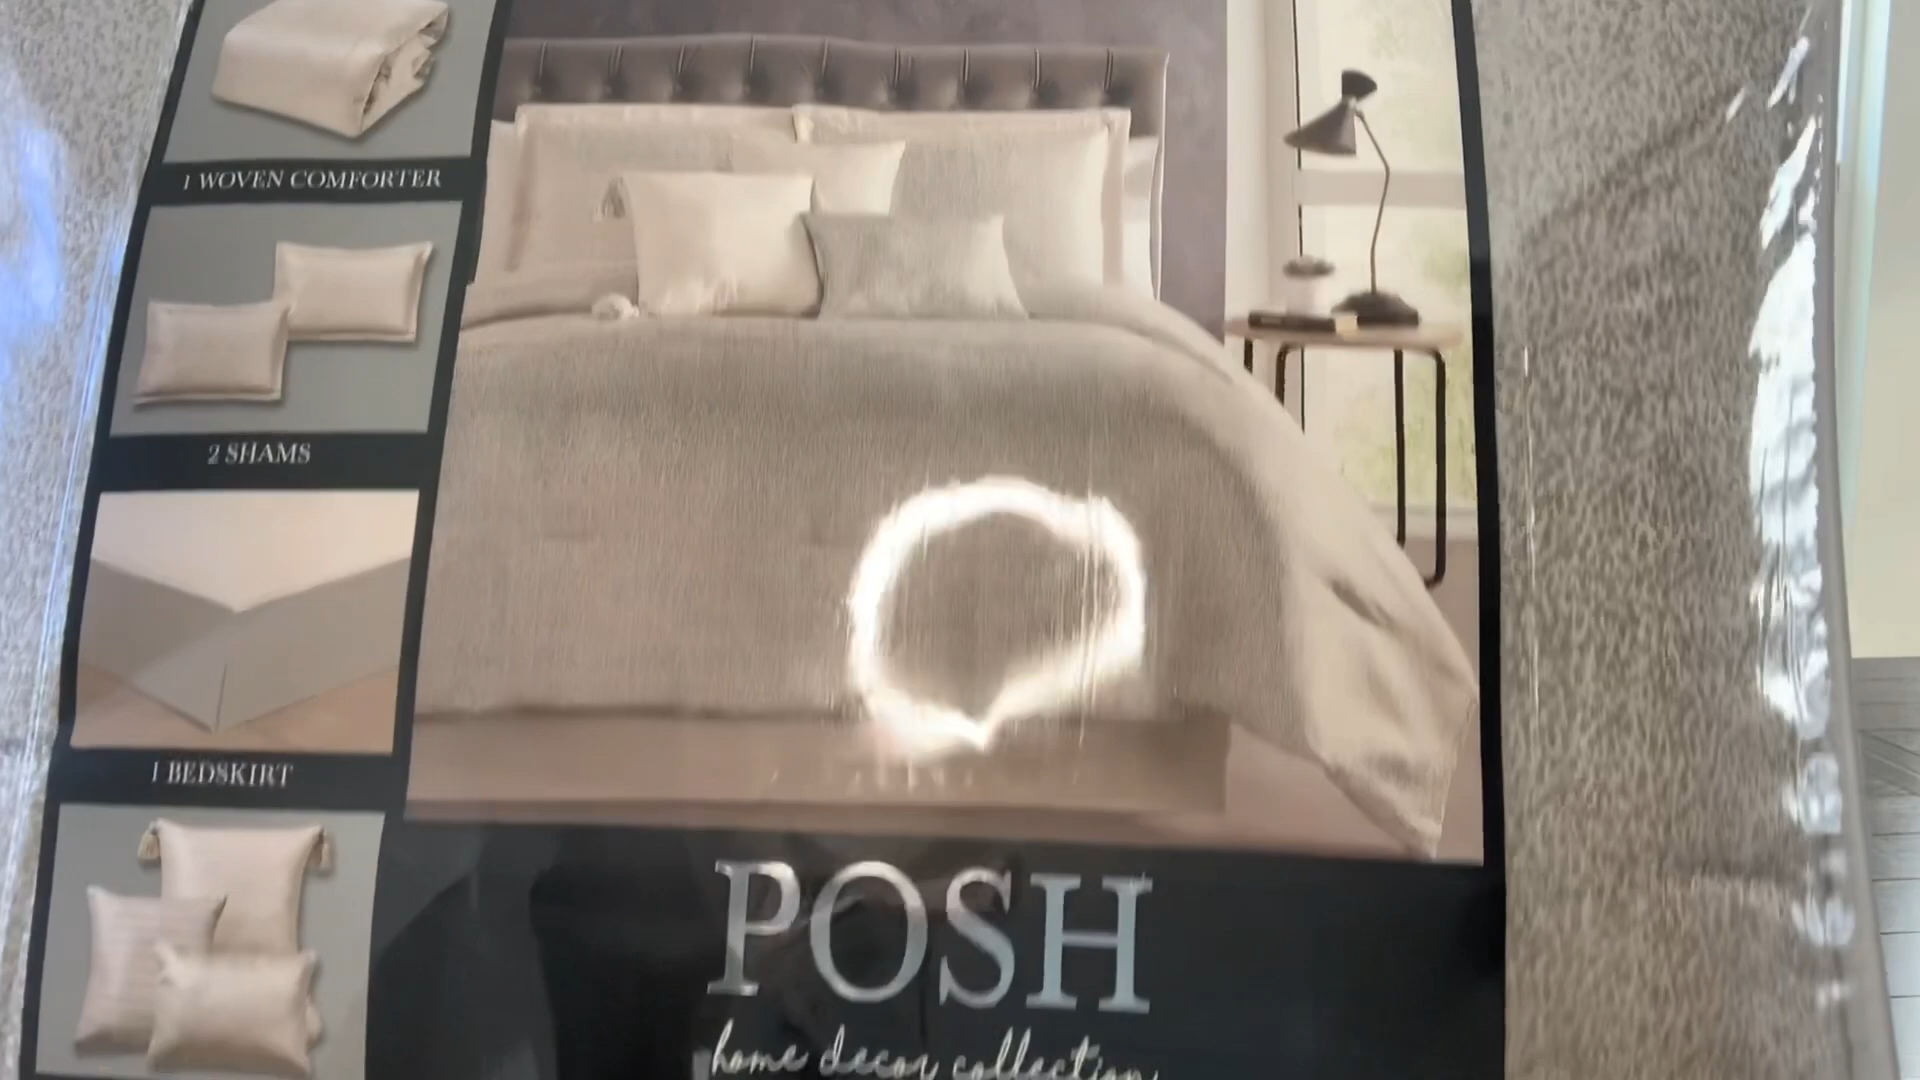 1 WOVEN COMFORTER
2 SHAMS
1 BEDSKIRT
POSH
home decor collection